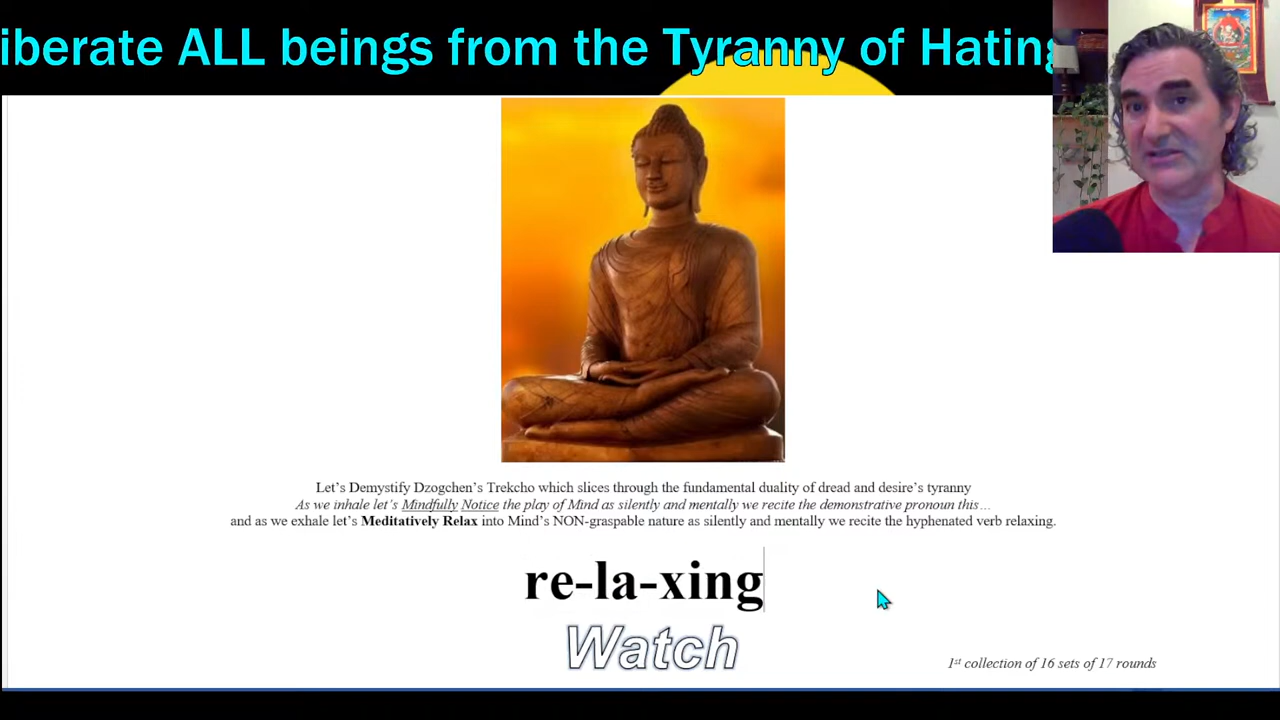 iberate ALL beings from the Tyranny of Hating
Let's Demystify Dzogchen's Trekcho which slices through the fundamental duality of dread and desire's tyranny
As we inhale let's Mindfully Notice the play of Mind as silently and mentally we recite the demonstrative pronoun this…
and as we exhale let's Meditatively Relax into Mind's NON-graspable nature as silently and mentally we recite the hyphenated verb relaxing.
re-la-xing
Watch
1st collection of 16 sets of 17 rounds